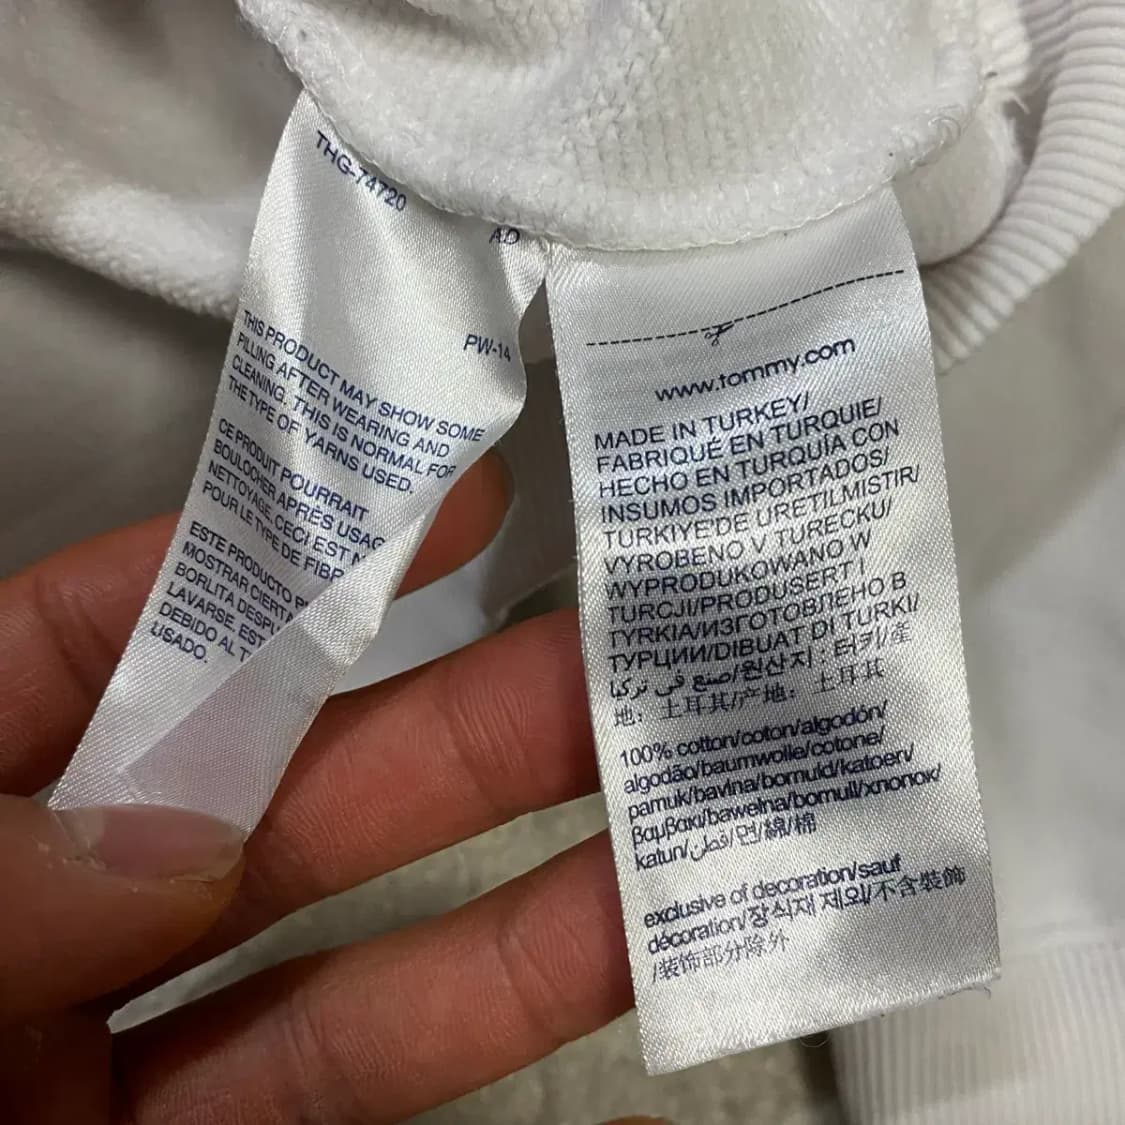 THG-74720
AD
PW-14
THIS PRODUCT MAY SHOW SOME
PILLING AFTER WEARING AND
CLEANING. THIS IS NORMAL FOR
THE TYPE OF YARNS USED.
CE PRODUIT POURRAIT
BOULOCHER APRÈS USAG
NETTOYAGE. CECI EST N
POUR LE TYPE DE FIBR
ESTE PRODUCTO P
MOSTRAR CIERTA
BORLITA DESPU
LAVARSE. EST
DEBIDO AL T
USADO.
www.tommy.com
MADE IN TURKEY/
FABRIQUÉ EN TURQUIE/
HECHO EN TURQUÍA CON
INSUMOS IMPORTADOS/
TURKIYE'DE URETILMISTIR/
VYROBENO V TURECKU/
WYPRODUKOWANO W
TURCJI/PRODUSERT I
TYRKIA/ИЗГОТОВЛЕНО В
ТУРЦИИ/DIBUAT DI TURKI/
صنع في تركيا/원산지 : 터키/產
地: 土耳其/产地: 土耳其
100% cotton/coton/algodón/
algodão/baumwolle/cotone/
pamuk/bavlna/bomuld/katoen/
βαμβακι/bawełna/bomull/хлопок/
katun/قطن/면/綿/棉
exclusive of decoration/sauf
décoration/장식재 제외/不含裝飾
/装饰部分除外